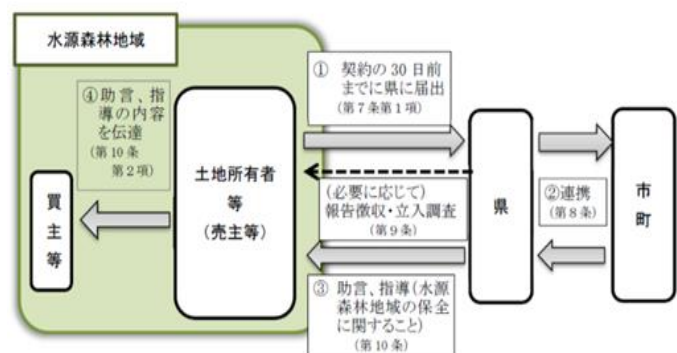 水源森林地域
④助言、指
導の内容
を伝達
(第10条
第2項)
買
主
等
土地所有者
等
(売主等)
① 契約の30日前
までに県に届出
(第7条第1項)
(必要に応じて)
報告徴収・立入調査
(第9条)
③ 助言、指導(水源
森林地域の保全
に関すること)
(第10条)
県
②連携
(第8条)
市
町